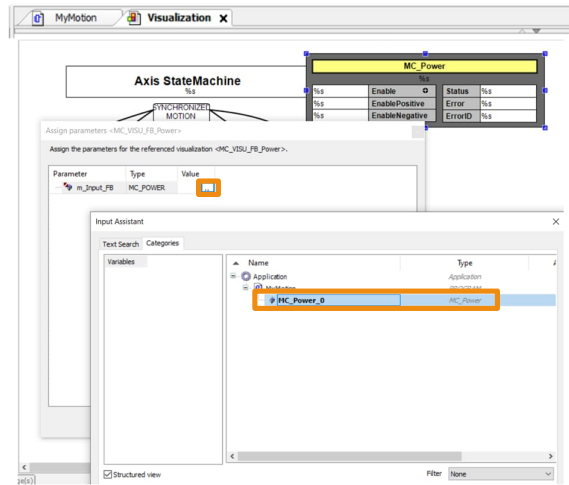 MyMotion Visualization
MC_Power
%s
Axis StateMachine
%s
%s Enable Status %s
%s EnablePositive Error %s
%s EnableNegative ErrorID %s
SYNCHRONIZED
MOTION
Assign parameters <MC_VISU_FB_Power>
Assign the parameters for the referenced visualization <MC_VISU_FB_Power>.
Parameter Type Value
m_Input_FB MC_POWER ...
Input Assistant
Text Search Categories
Variables
Name Type
Application Application
MyMotion PROGRAM
MC_Power_0 MC_Power
Structured view
Filter None